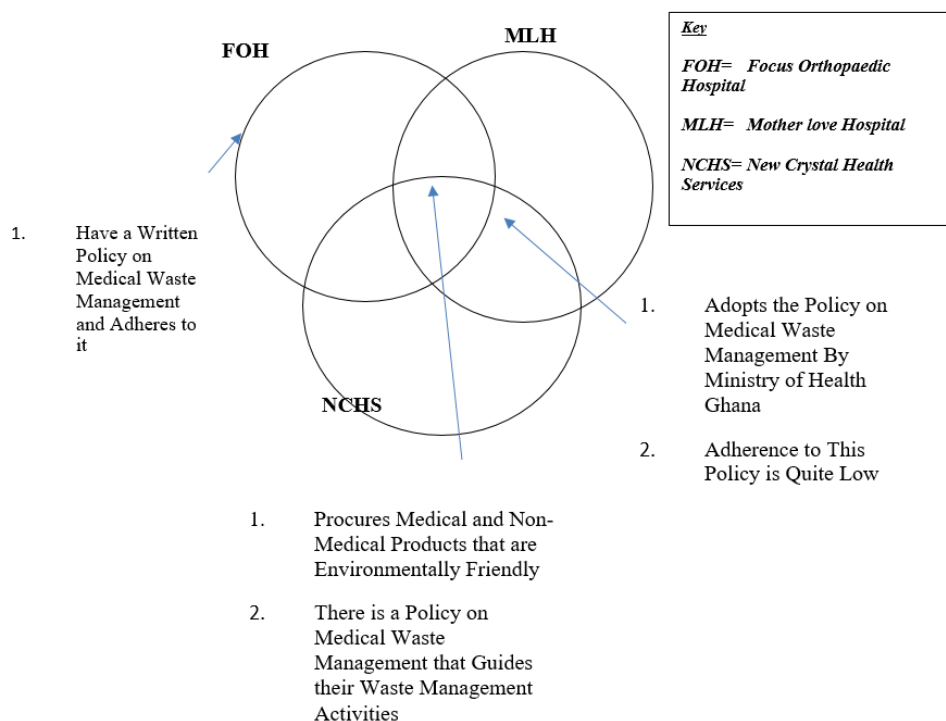 FOH
MLH
Key
FOH= Focus Orthopaedic
Hospital
MLH= Mother love Hospital
NCHS= New Crystal Health
Services
1. Have a Written
Policy on
Medical Waste
Management
and Adheres to
it
NCHS
1. Adopts the Policy on
Medical Waste
Management By
Ministry of Health
Ghana
2. Adherence to This
Policy is Quite Low
1. Procures Medical and Non-
Medical Products that are
Environmentally Friendly
2. There is a Policy on
Medical Waste
Management that Guides
their Waste Management
Activities